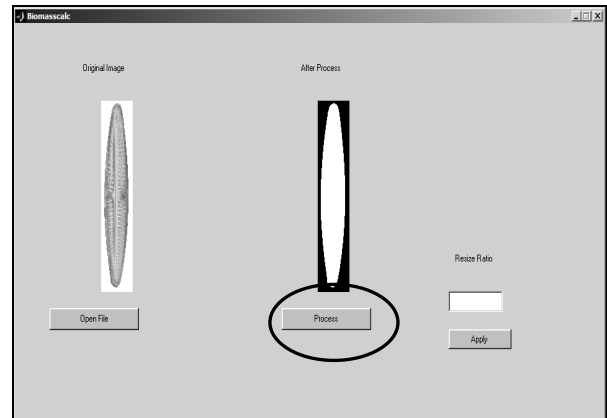 Biomasscalc
Original Image
After Process
Resize Ratio
Open File
Process
Apply